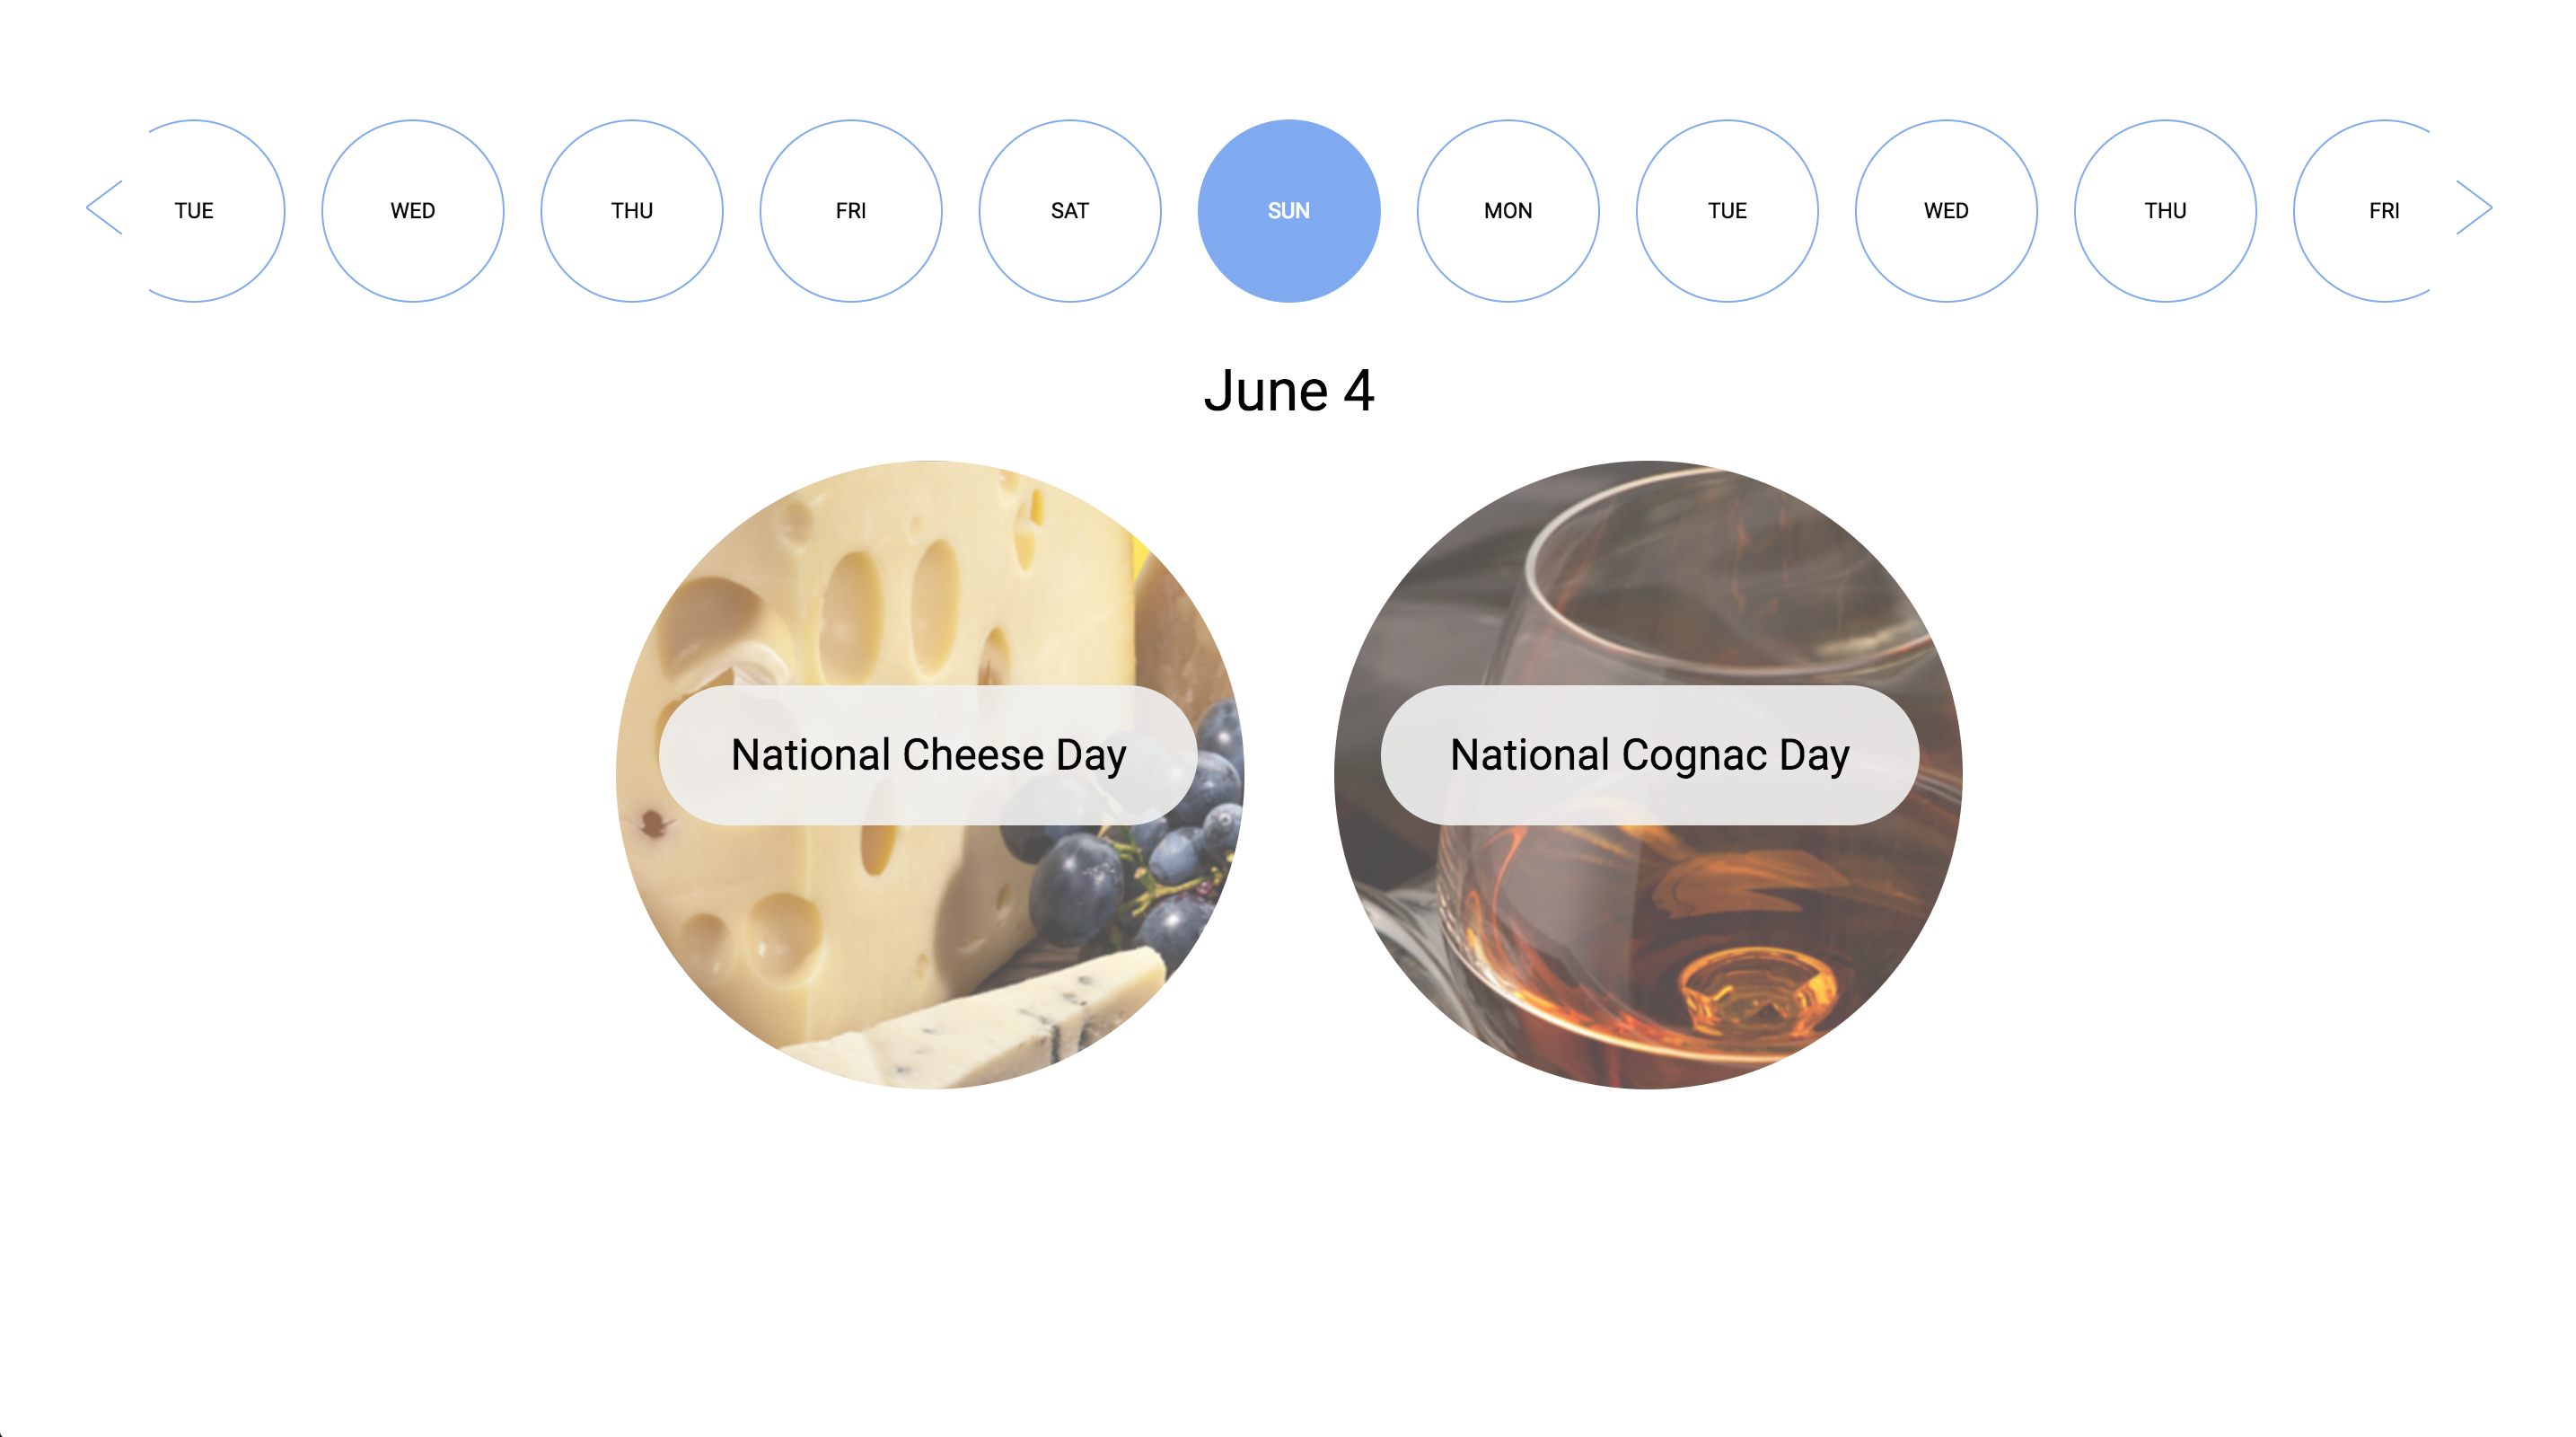 TUE WED THU FRI SAT SUN MON TUE WED THU FRI
June 4
National Cheese Day
National Cognac Day